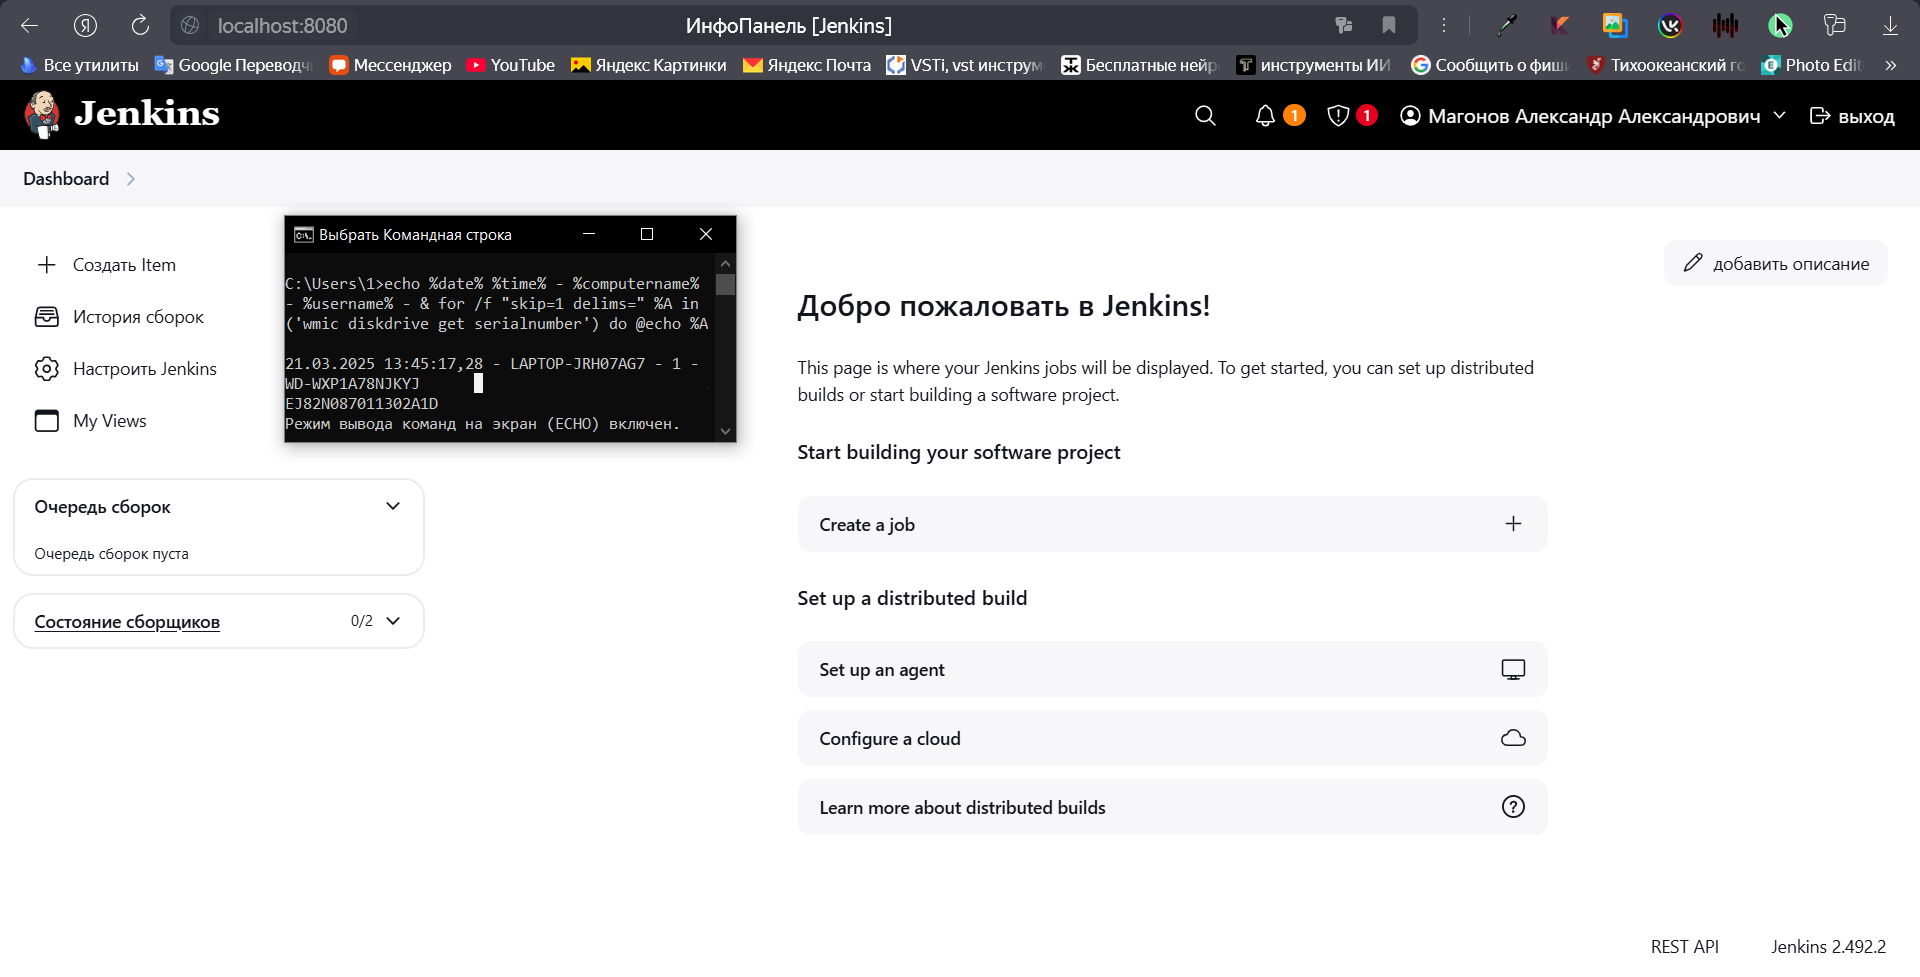 localhost:8080
ИнфоПанель [Jenkins]
Все утилиты
Google Переводч
Мессенджер
YouTube
Яндекс Картинки
Яндекс Почта
VSTi, vst инструм
Бесплатные нейр
инструменты ИИ
Сообщить о фиши
Тихоокеанский го
Photo Edit
Jenkins
1
1
Магонов Александр Александрович
выход
Dashboard
Создать Item
История сборок
Настроить Jenkins
My Views
Очередь сборок
Очередь сборок пуста
Состояние сборщиков
0/2
Выбрать Командная строка
C:\Users\1>echo %date% %time% - %computername%
- %username% - & for /f "skip=1 delims=" %A in
('wmic diskdrive get serialnumber') do @echo %A
21.03.2025 13:45:17,28 - LAPTOP-JRH07AG7 - 1 -
WD-WXP1A78NJKYJ
EJ82N087011302A1D
Режим вывода команд на экран (ECHO) включен.
добавить описание
Добро пожаловать в Jenkins!
This page is where your Jenkins jobs will be displayed. To get started, you can set up distributed
builds or start building a software project.
Start building your software project
Create a job
Set up a distributed build
Set up an agent
Configure a cloud
Learn more about distributed builds
REST API
Jenkins 2.492.2